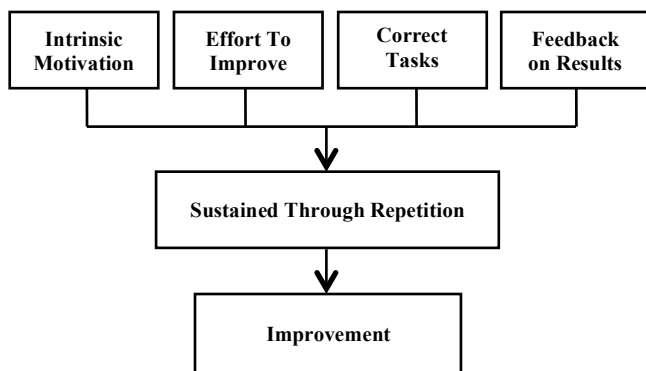 Intrinsic
Motivation
Effort To
Improve
Correct
Tasks
Feedback
on Results
Sustained Through Repetition
Improvement